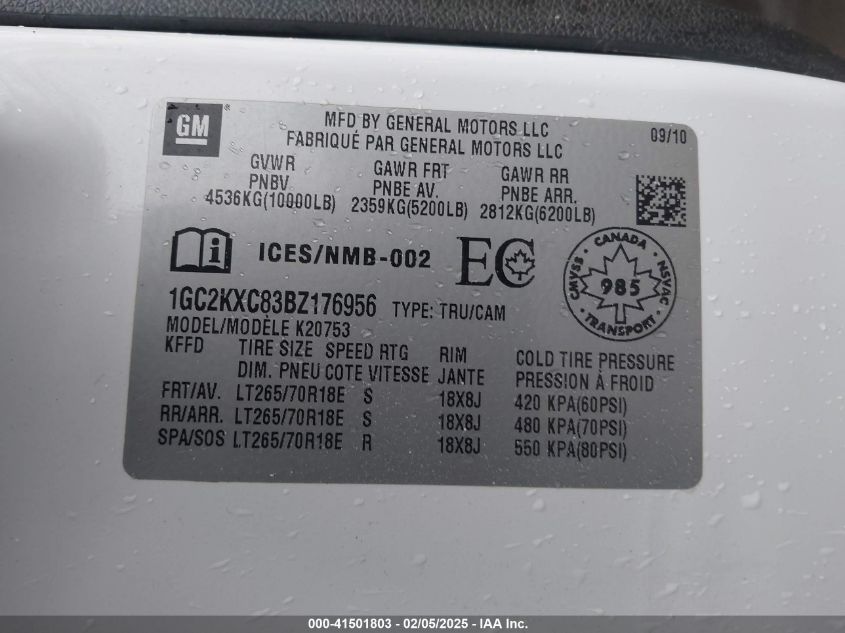 GM
MFD BY GENERAL MOTORS LLC
FABRIQUÉ PAR GENERAL MOTORS LLC
09/10
GVWR GAWR FRT GAWR RR
PNBV PNBE AV. PNBE ARR.
4536KG(10000LB) 2359KG(5200LB) 2812KG(6200LB)
i ICES/NMB-002 EC
CANADA
CMVSS 985 NSVAC
TRANSPORT
1GC2KXC83BZ176956 TYPE: TRU/CAM
MODEL/MODÈLE K20753
KFFD TIRE SIZE SPEED RTG RIM COLD TIRE PRESSURE
DIM. PNEU COTE VITESSE JANTE PRESSION À FROID
FRT/AV. LT265/70R18E S 18X8J 420 KPA(60PSI)
RR/ARR. LT265/70R18E S 18X8J 480 KPA(70PSI)
SPA/SOS LT265/70R18E R 18X8J 550 KPA(80PSI)
000-41501803 - 02/05/2025 - IAA Inc.